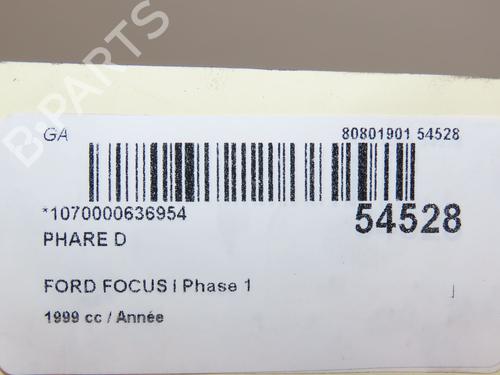 GA
80801901 54528
*1070000636954
54528
PHARE D
FORD FOCUS I Phase 1
1999 cc / Année
B-PARTS